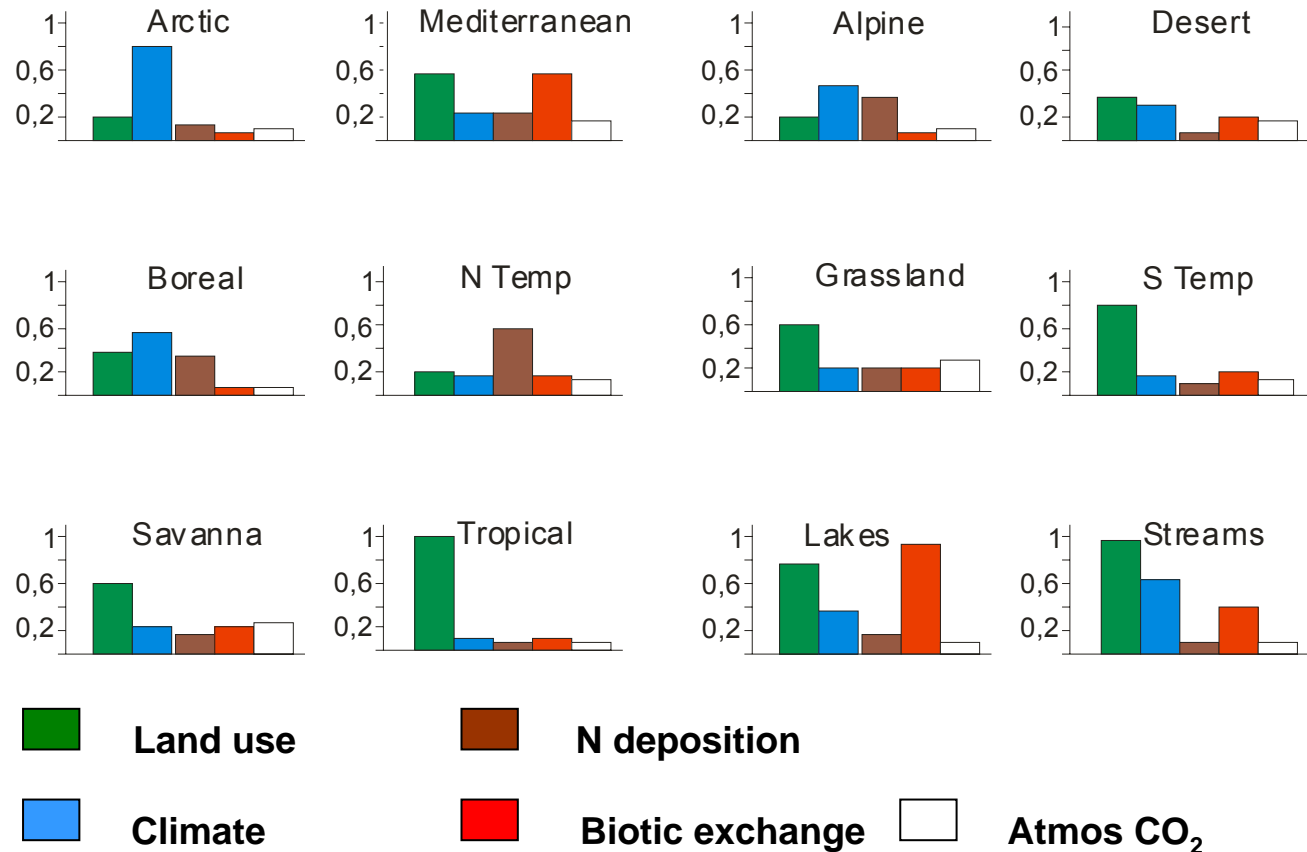 Arctic
1
0,6
0,2
Mediterranean
1
0,6
0,2
Alpine
1
0,6
0,2
Desert
1
0,6
0,2
Boreal
1
0,6
0,2
N Temp
1
0,6
0,2
Grassland
1
0,6
0,2
S Temp
1
0,6
0,2
Savanna
1
0,6
0,2
Tropical
1
0,6
0,2
Lakes
1
0,6
0,2
Streams
1
0,6
0,2
Land use
N deposition
Climate
Biotic exchange
Atmos CO₂